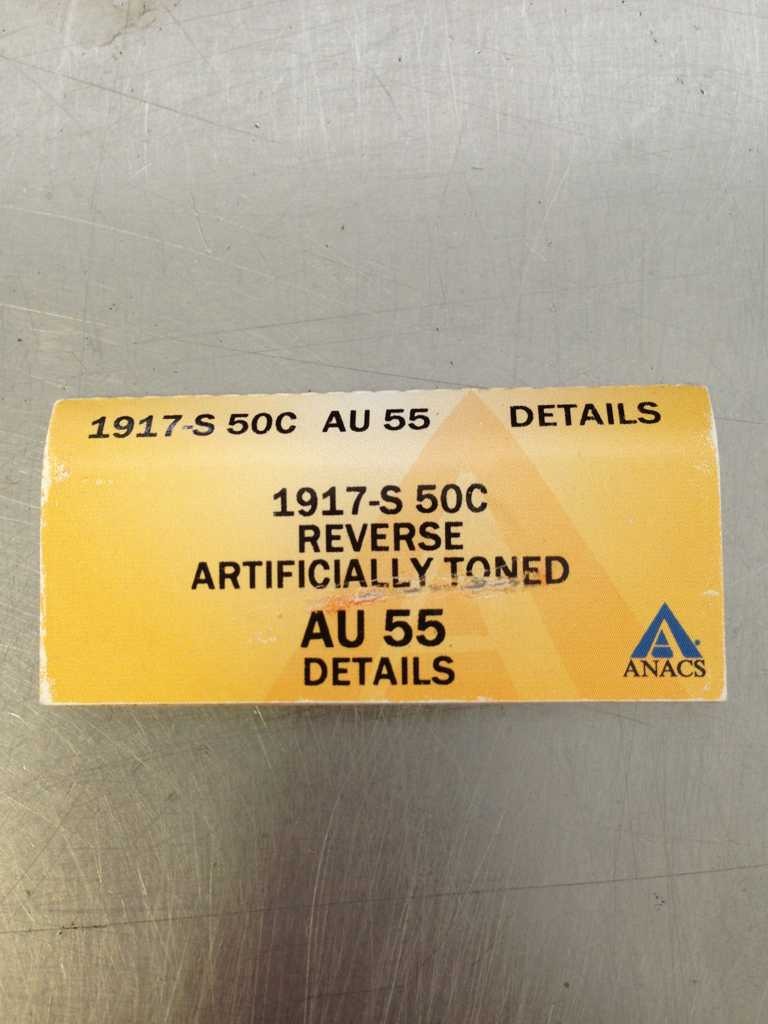 1917-S 50C AU 55 DETAILS
1917-S 50C
REVERSE
ARTIFICIALLY TONED
AU 55
DETAILS
ANACS